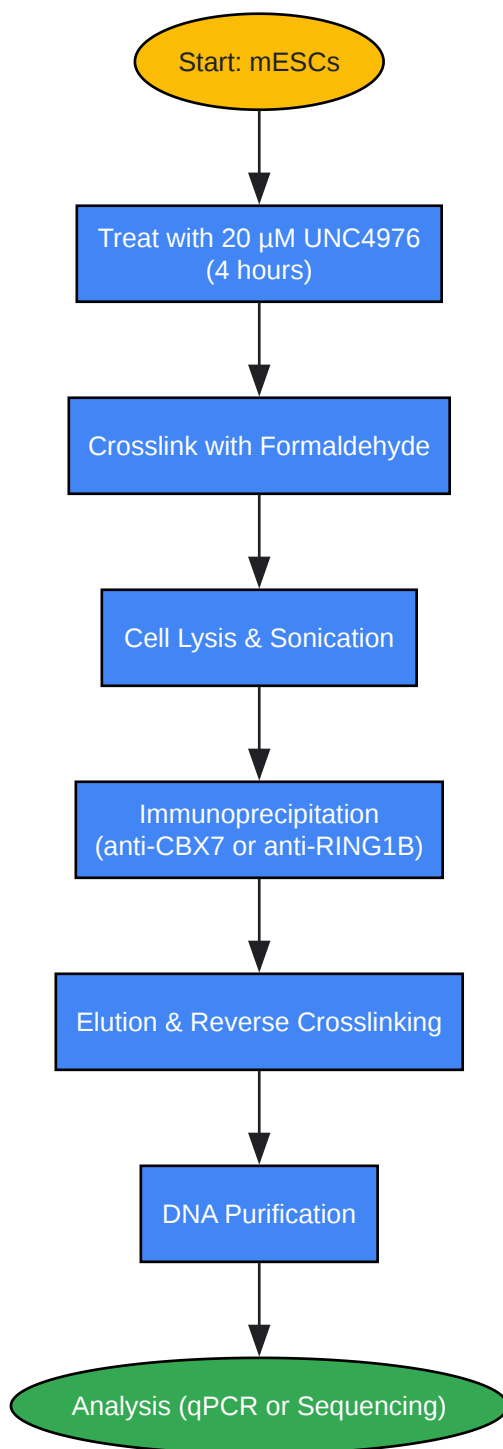 Start: mESCs
Treat with 20 µM UNC4976
(4 hours)
Crosslink with Formaldehyde
Cell Lysis & Sonication
Immunoprecipitation
(anti-CBX7 or anti-RING1B)
Elution & Reverse Crosslinking
DNA Purification
Analysis (qPCR or Sequencing)